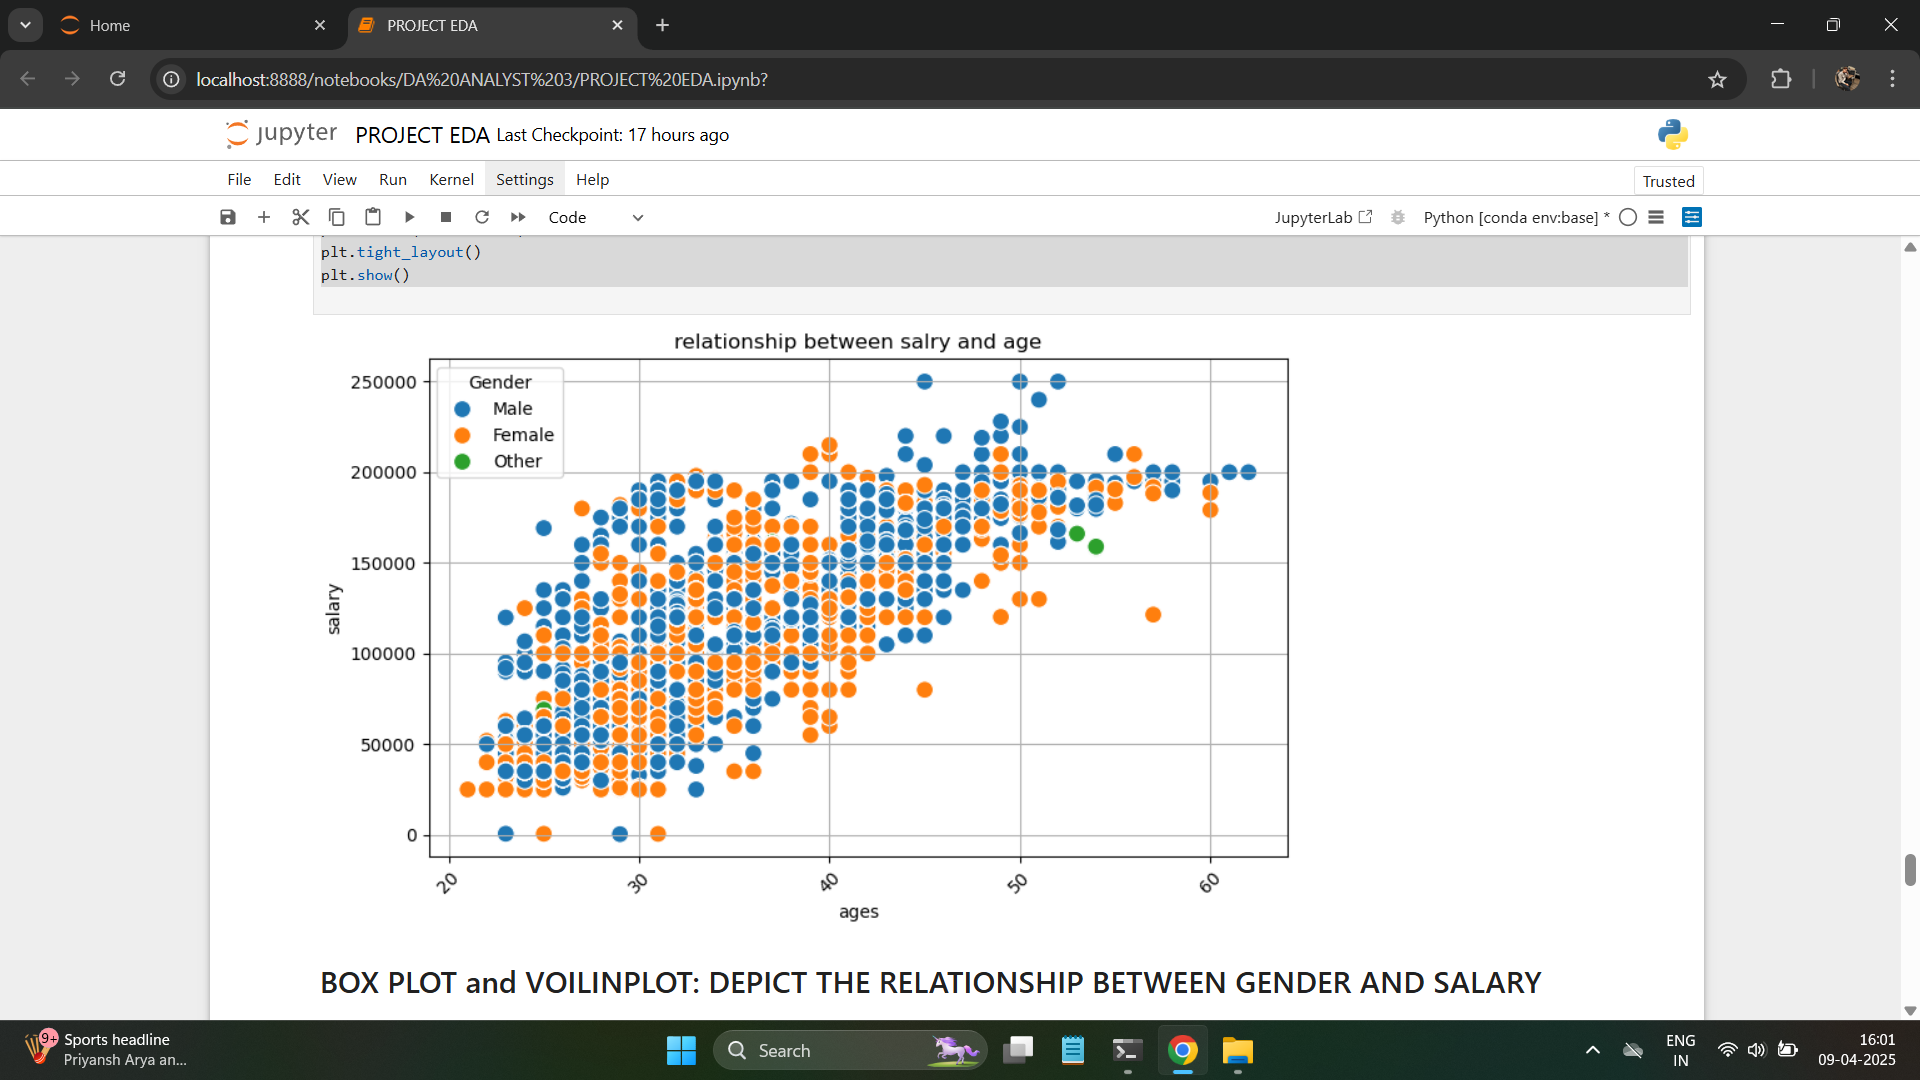 Home
PROJECT EDA
localhost:8888/notebooks/DA%20ANALYST%203/PROJECT%20EDA.ipynb?
jupyter PROJECT EDA Last Checkpoint: 17 hours ago
File Edit View Run Kernel Settings Help
Trusted
Code
JupyterLab
Python [conda env:base] *
plt.tight_layout()
plt.show()
relationship between salry and age
Gender
Male
Female
Other
250000
200000
150000
100000
50000
0
salary
20 30 40 50 60
ages
BOX PLOT and VOILINPLOT: DEPICT THE RELATIONSHIP BETWEEN GENDER AND SALARY
9+
Sports headline
Priyansh Arya an...
Search
ENG
IN
16:01
09-04-2025